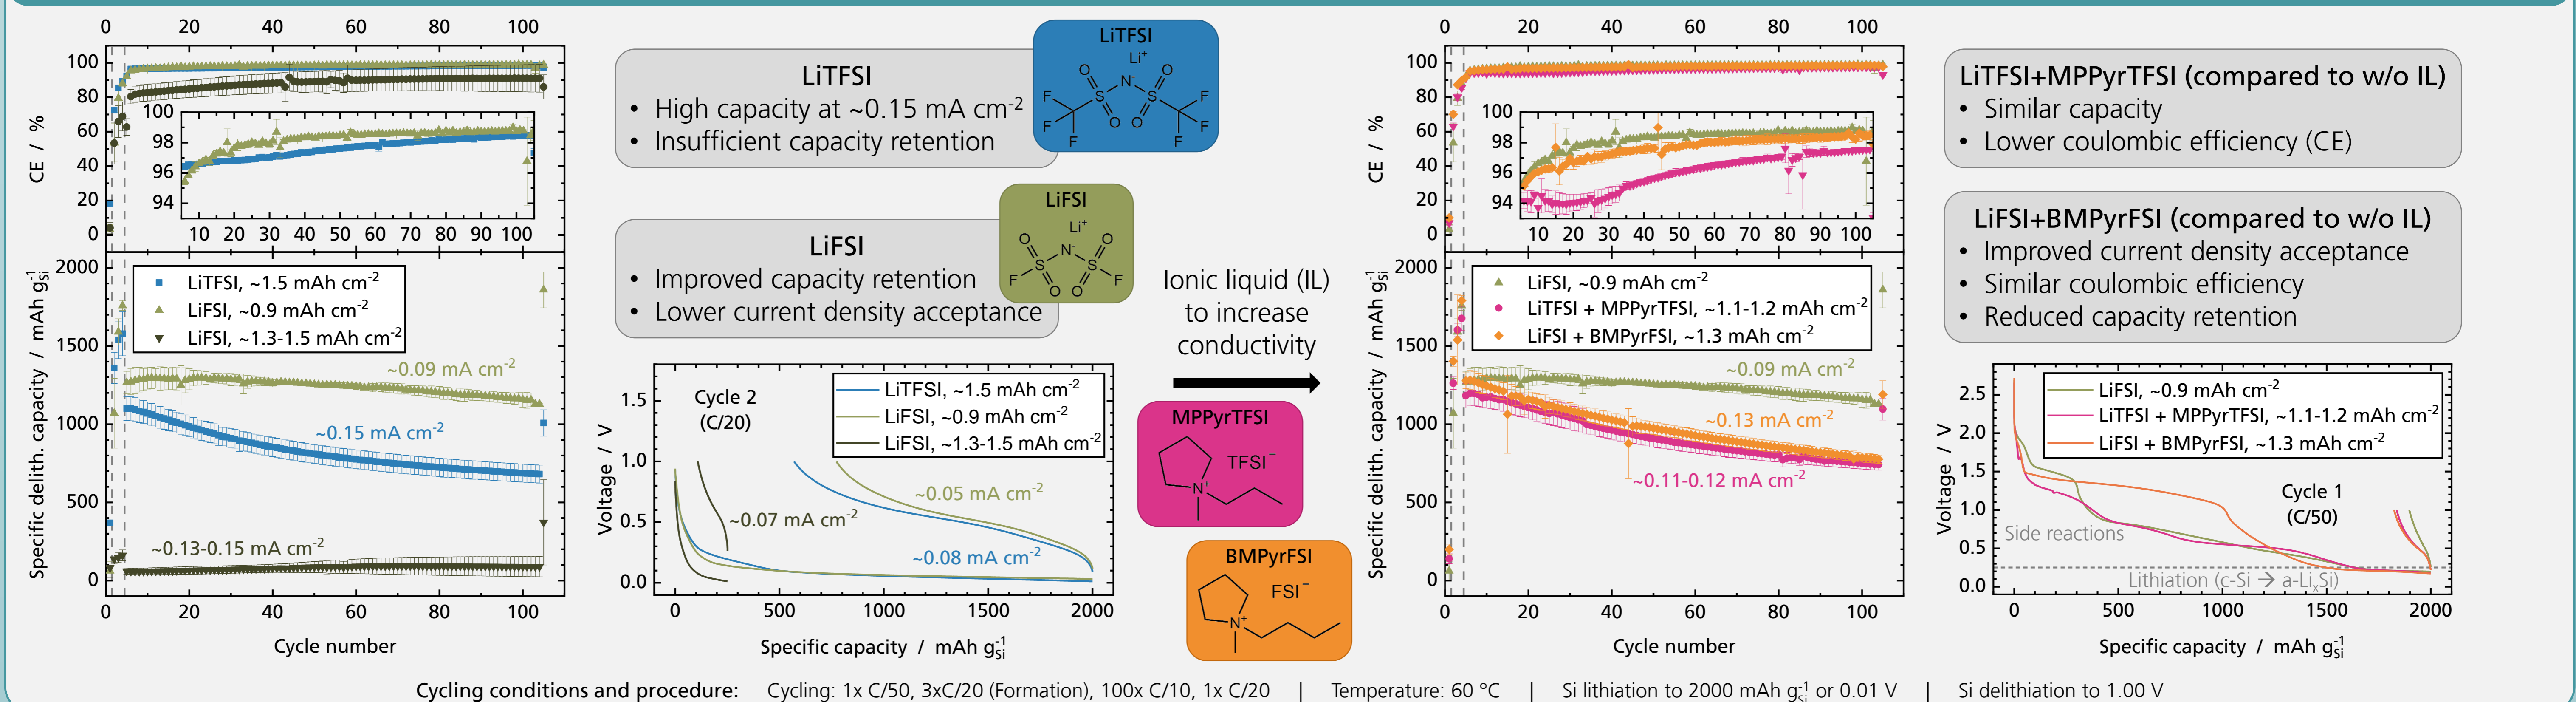 0 20 40 60 80 100
100
80
60
40
20
0
CE / %
100
98
96
94
10 20 30 40 50 60 70 80 90 100
2000
1500
1000
500
0
Specific delith. capacity / mAh g⁻¹Si
LiTFSI, ~1.5 mAh cm⁻²
LiFSI, ~0.9 mAh cm⁻²
LiFSI, ~1.3-1.5 mAh cm⁻²
~0.09 mA cm⁻²
~0.15 mA cm⁻²
~0.13-0.15 mA cm⁻²
0 20 40 60 80 100
Cycle number
LiTFSI
• High capacity at ~0.15 mA cm⁻²
• Insufficient capacity retention
LiTFSI
Li⁺
O O
F S N⁻ S F
F O O F
F F
LiFSI
• Improved capacity retention
• Lower current density acceptance
LiFSI
Li⁺
O N⁻ O
F S S F
O O
1.5
1.0
0.5
0.0
Voltage / V
Cycle 2
(C/20)
LiTFSI, ~1.5 mAh cm⁻²
LiFSI, ~0.9 mAh cm⁻²
LiFSI, ~1.3-1.5 mAh cm⁻²
~0.05 mA cm⁻²
~0.07 mA cm⁻²
~0.08 mA cm⁻²
0 500 1000 1500 2000
Specific capacity / mAh g⁻¹Si
Ionic liquid (IL)
to increase
conductivity
MPPyrTFSI
TFSI⁻
N⁺
BMPyrFSI
FSI⁻
N⁺
0 20 40 60 80 100
100
80
60
40
20
0
CE / %
100
98
96
94
10 20 30 40 50 60 70 80 90 100
2000
1500
1000
500
0
Specific delith. capacity / mAh g⁻¹Si
LiFSI, ~0.9 mAh cm⁻²
LiTFSI + MPPyrTFSI, ~1.1-1.2 mAh cm⁻²
LiFSI + BMPyrFSI, ~1.3 mAh cm⁻²
~0.09 mA cm⁻²
~0.13 mA cm⁻²
~0.11-0.12 mA cm⁻²
0 20 40 60 80 100
Cycle number
LiTFSI+MPPyrTFSI (compared to w/o IL)
• Similar capacity
• Lower coulombic efficiency (CE)
LiFSI+BMPyrFSI (compared to w/o IL)
• Improved current density acceptance
• Similar coulombic efficiency
• Reduced capacity retention
2.5
2.0
1.5
1.0
0.5
0.0
Voltage / V
LiFSI, ~0.9 mAh cm⁻²
LiTFSI + MPPyrTFSI, ~1.1-1.2 mAh cm⁻²
LiFSI + BMPyrFSI, ~1.3 mAh cm⁻²
Cycle 1
(C/50)
Side reactions
Lithiation (c-Si → a-LiₓSi)
0 500 1000 1500 2000
Specific capacity / mAh g⁻¹Si
Cycling conditions and procedure: Cycling: 1x C/50, 3xC/20 (Formation), 100x C/10, 1x C/20 | Temperature: 60 °C | Si lithiation to 2000 mAh g⁻¹Si or 0.01 V | Si delithiation to 1.00 V